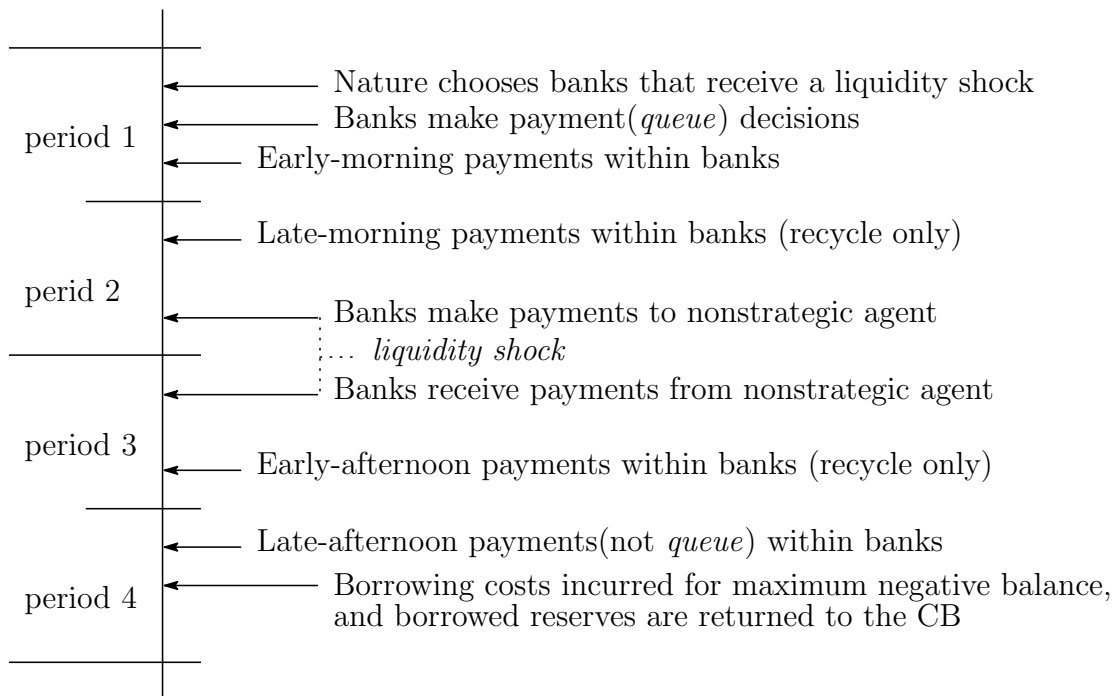 Nature chooses banks that receive a liquidity shock
Banks make payment(queue) decisions
period 1
Early-morning payments within banks
Late-morning payments within banks (recycle only)
perid 2
Banks make payments to nonstrategic agent
.... liquidity shock
Banks receive payments from nonstrategic agent
period 3
Early-afternoon payments within banks (recycle only)
Late-afternoon payments(not queue) within banks
period 4
Borrowing costs incurred for maximum negative balance,
and borrowed reserves are returned to the CB